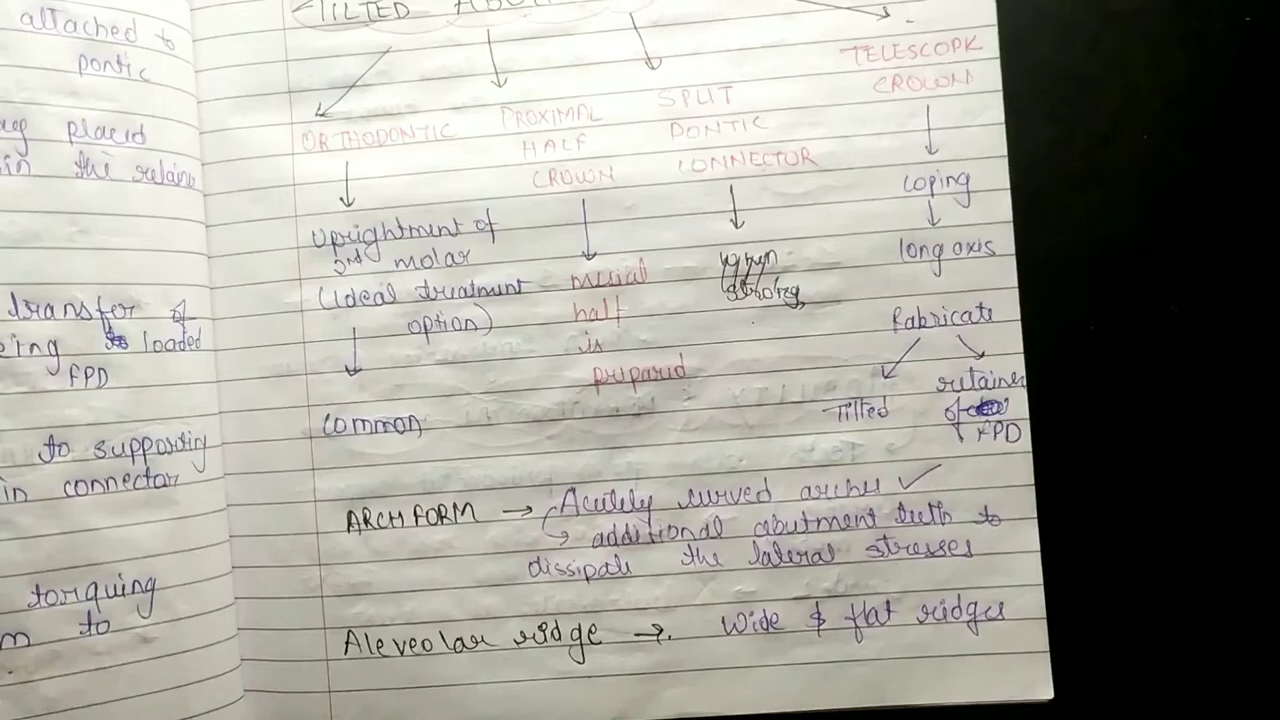 attached to
pontic
placed
in the
transfer of
loaded
FPD
to supporting
in connector
torquing
to
TILTED
ORTHODONTIC
uprightment of
molar
(ideal treatment
option)
common
PROXIMAL
HALF
CROWN
mesial
half
is
prepared
SPLIT
PONTIC
CONNECTOR
TELESCOPK
CROWN
coping
long axis
fabricate
Tilted
retainer
of
FPD
ARCH FORM → Acutely curved arches ✓
→ additional abutment teeth to
dissipate the lateral stresses
Aleveolar ridge → wide & flat ridges